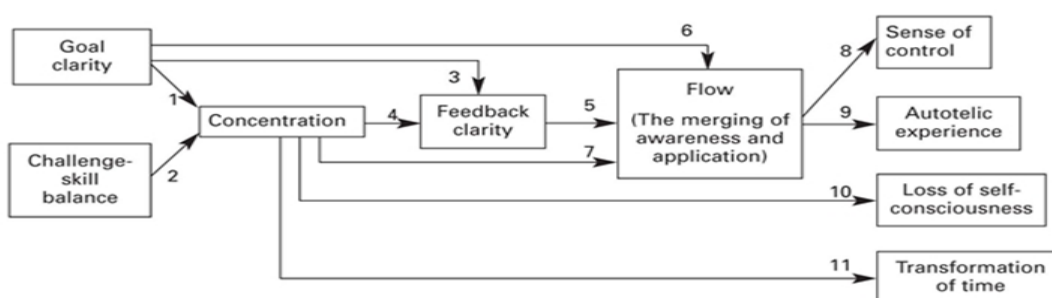 Goal
clarity
Challenge-
skill
balance
1
2
Concentration
3
4
Feedback
clarity
5
6
7
Flow
(The merging of
awareness and
application)
8
Sense of
control
9
Autotelic
experience
10
Loss of self-
consciousness
11
Transformation
of time